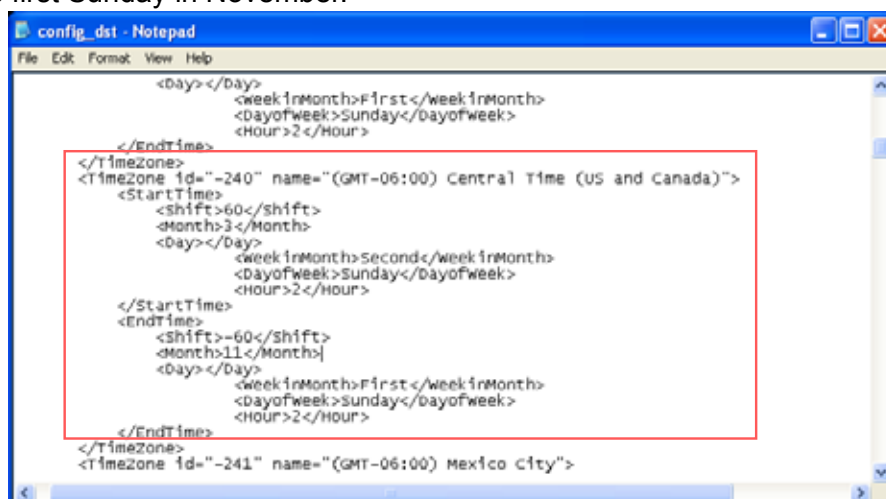 first Sunday in November.
config_dst - Notepad
File Edit Format View Help
<Day></Day>
<WeekinMonth>First</WeekinMonth>
<DayofWeek>Sunday</DayofWeek>
<Hour>2</Hour>
</EndTime>
</TimeZone>
<TimeZone id="-240" name="(GMT-06:00) Central Time (US and Canada)">
<StartTime>
<Shift>60</Shift>
<Month>3</Month>
<Day></Day>
<WeekinMonth>Second</WeekinMonth>
<DayofWeek>Sunday</DayofWeek>
<Hour>2</Hour>
</StartTime>
<EndTime>
<Shift>-60</Shift>
<Month>11</Month>
<Day></Day>
<WeekinMonth>First</WeekinMonth>
<DayofWeek>Sunday</DayofWeek>
<Hour>2</Hour>
</EndTime>
</TimeZone>
<TimeZone id="-241" name="(GMT-06:00) Mexico City">